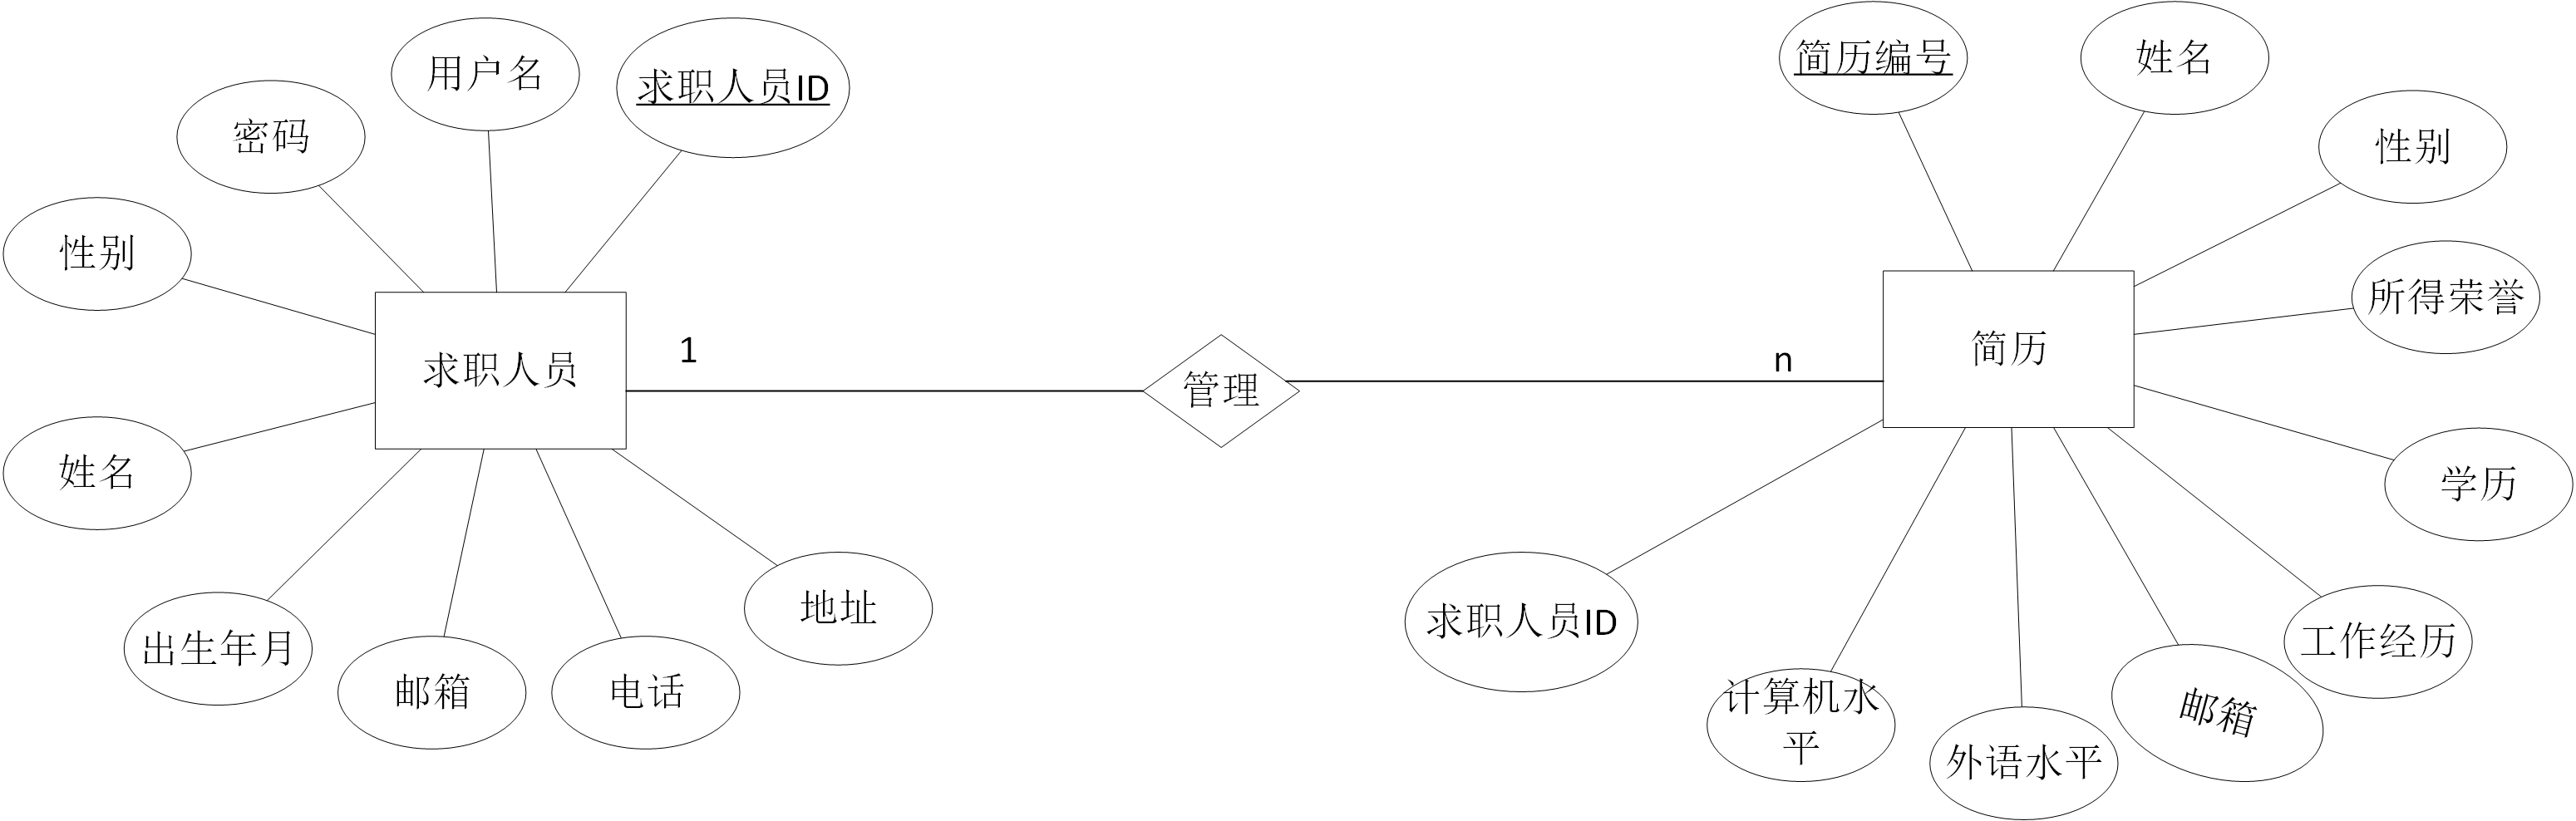 简历编号
姓名
用户名
求职人员ID
密码
性别
性别
所得荣誉
求职人员
1
管理
n
简历
姓名
学历
地址
求职人员ID
出生年月
邮箱
电话
计算机水
平
外语水平
邮箱
工作经历